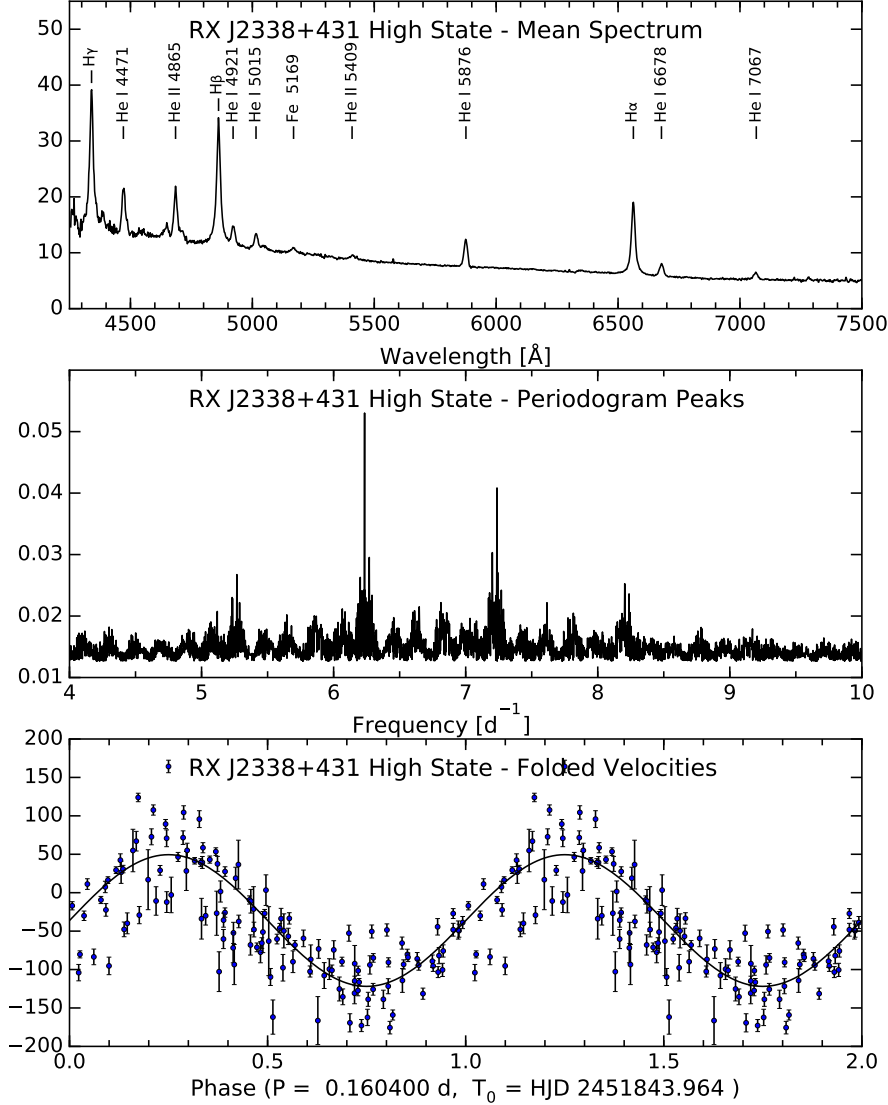 RX J2338+431 High State - Mean Spectrum
55
50
40
30
20
10
0
Hγ
He I 4471
He II 4865
Hβ
He I 4921
He I 5015
Fe 5169
He II 5409
He I 5876
Hα
He I 6678
He I 7067
4500 5000 5500 6000 6500 7000 7500
Wavelength [Å]
RX J2338+431 High State - Periodogram Peaks
0.05
0.04
0.03
0.02
0.01
4 5 6 7 8 9 10
Frequency [d⁻¹]
RX J2338+431 High State - Folded Velocities
200
150
100
50
0
−50
−100
−150
−200
0.0 0.5 1.0 1.5 2.0
Phase (P = 0.160400 d, T₀ = HJD 2451843.964 )